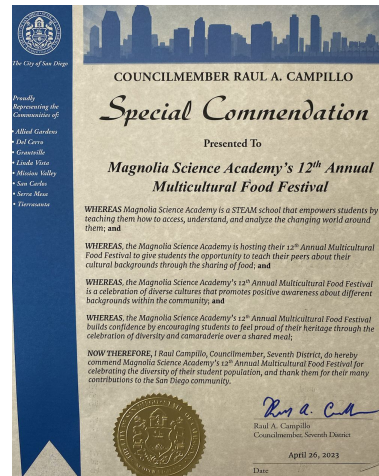 The City of San Diego
Proudly
Representing the
Communities of:
• Allied Gardens
• Del Cerro
• Grantville
• Linda Vista
• Mission Valley
• San Carlos
• Serra Mesa
• Tierrasanta
COUNCILMEMBER RAUL A. CAMPILLO
Special Commendation
Presented To
Magnolia Science Academy's 12th Annual
Multicultural Food Festival
WHEREAS Magnolia Science Academy is a STEAM school that empowers students by
teaching them how to access, understand, and analyze the changing world around
them; and
WHEREAS, the Magnolia Science Academy is hosting their 12th Annual Multicultural
Food Festival to give students the opportunity to teach their peers about their
cultural backgrounds through the sharing of food; and
WHEREAS, the Magnolia Science Academy's 12th Annual Multicultural Food Festival
is a celebration of diverse cultures that promotes positive awareness about different
backgrounds within the community; and
WHEREAS, the Magnolia Science Academy's 12th Annual Multicultural Food Festival
builds confidence by encouraging students to feel proud of their heritage through the
celebration of diversity and camaraderie over a shared meal;
NOW THEREFORE, I Raul Campillo, Councilmember, Seventh District, do hereby
commend Magnolia Science Academy's 12th Annual Multicultural Food Festival for
celebrating the diversity of their student population, and thank them for their many
contributions to the San Diego community.
Raul A. Campillo
Councilmember, Seventh District
April 26, 2023
Date